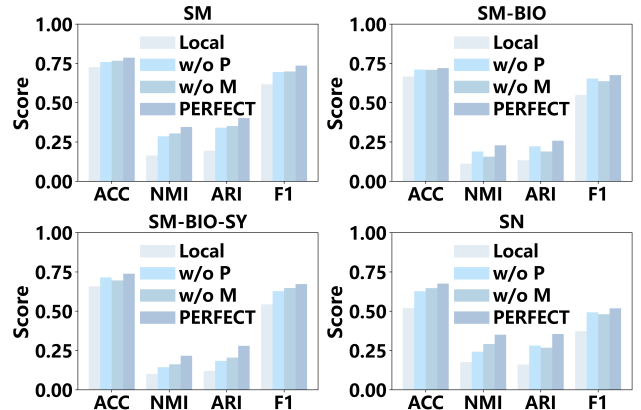 SM
1.00
0.75
0.50
0.25
0.00
Score
Local
w/o P
w/o M
PERFECT
ACC NMI ARI F1
SM-BIO
1.00
0.75
0.50
0.25
0.00
Score
Local
w/o P
w/o M
PERFECT
ACC NMI ARI F1
SM-BIO-SY
1.00
0.75
0.50
0.25
0.00
Score
Local
w/o P
w/o M
PERFECT
ACC NMI ARI F1
SN
1.00
0.75
0.50
0.25
0.00
Score
Local
w/o P
w/o M
PERFECT
ACC NMI ARI F1